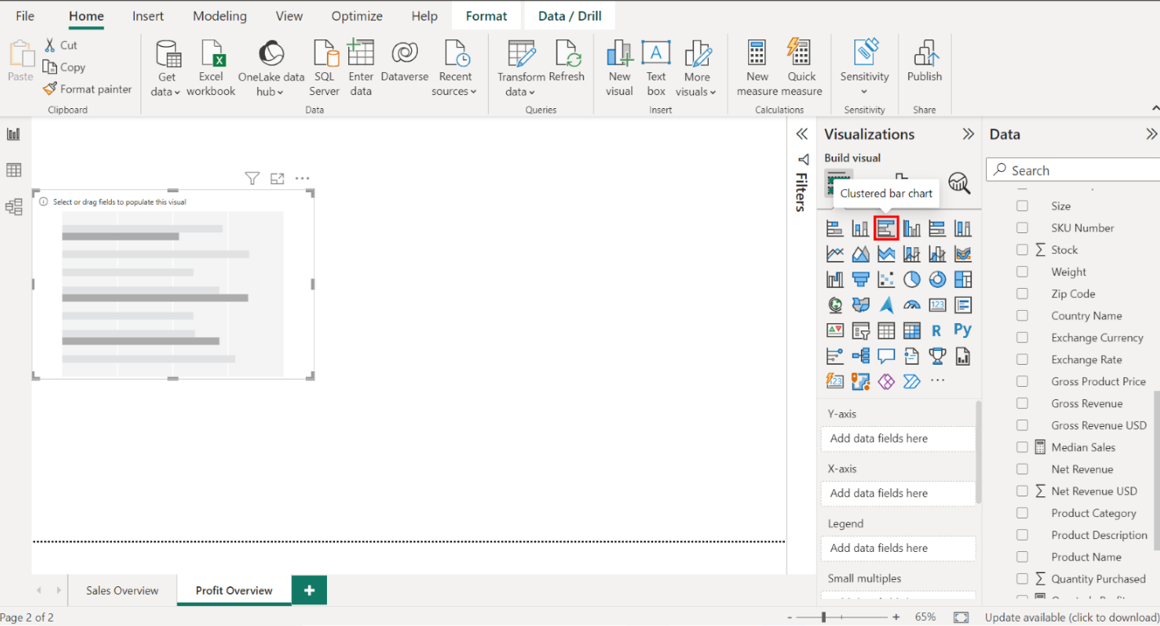 File Home Insert Modeling View Optimize Help Format Data / Drill
Paste
Cut
Copy
Format painter
Clipboard
Get data
Excel workbook
OneLake data hub
SQL Server
Enter data
Dataverse
Recent sources
Data
Transform data
Refresh
Queries
New visual
Text box
More visuals
Insert
New measure
Quick measure
Calculations
Sensitivity
Sensitivity
Publish
Share
Select or drag fields to populate this visual
Filters
Visualizations
Build visual
Clustered bar chart
123
R Py
123
Y-axis
Add data fields here
X-axis
Add data fields here
Legend
Add data fields here
Small multiples
Data
Search
Size
SKU Number
Stock
Weight
Zip Code
Country Name
Exchange Currency
Exchange Rate
Gross Product Price
Gross Revenue
Gross Revenue USD
Median Sales
Net Revenue
Net Revenue USD
Product Category
Product Description
Product Name
Quantity Purchased
Sales Overview Profit Overview +
Page 2 of 2
- + 65%
Update available (click to download)